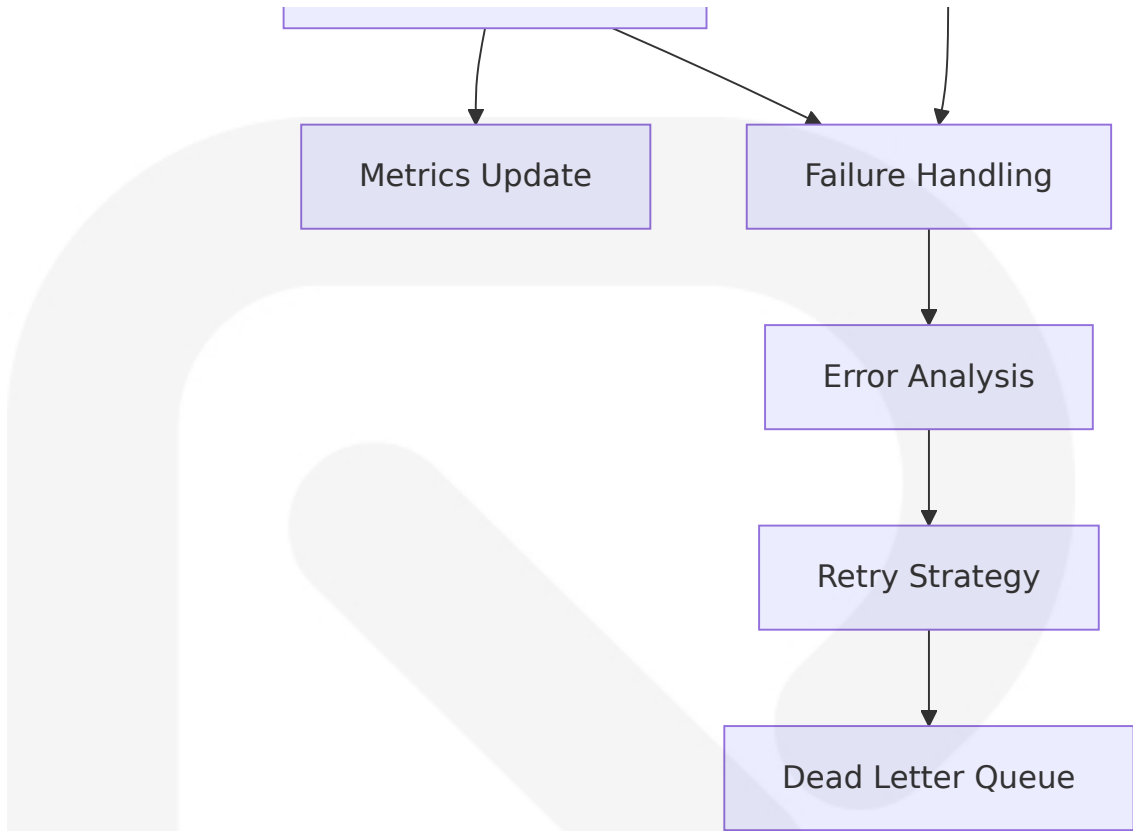 Metrics Update
Failure Handling
Error Analysis
Retry Strategy
Dead Letter Queue